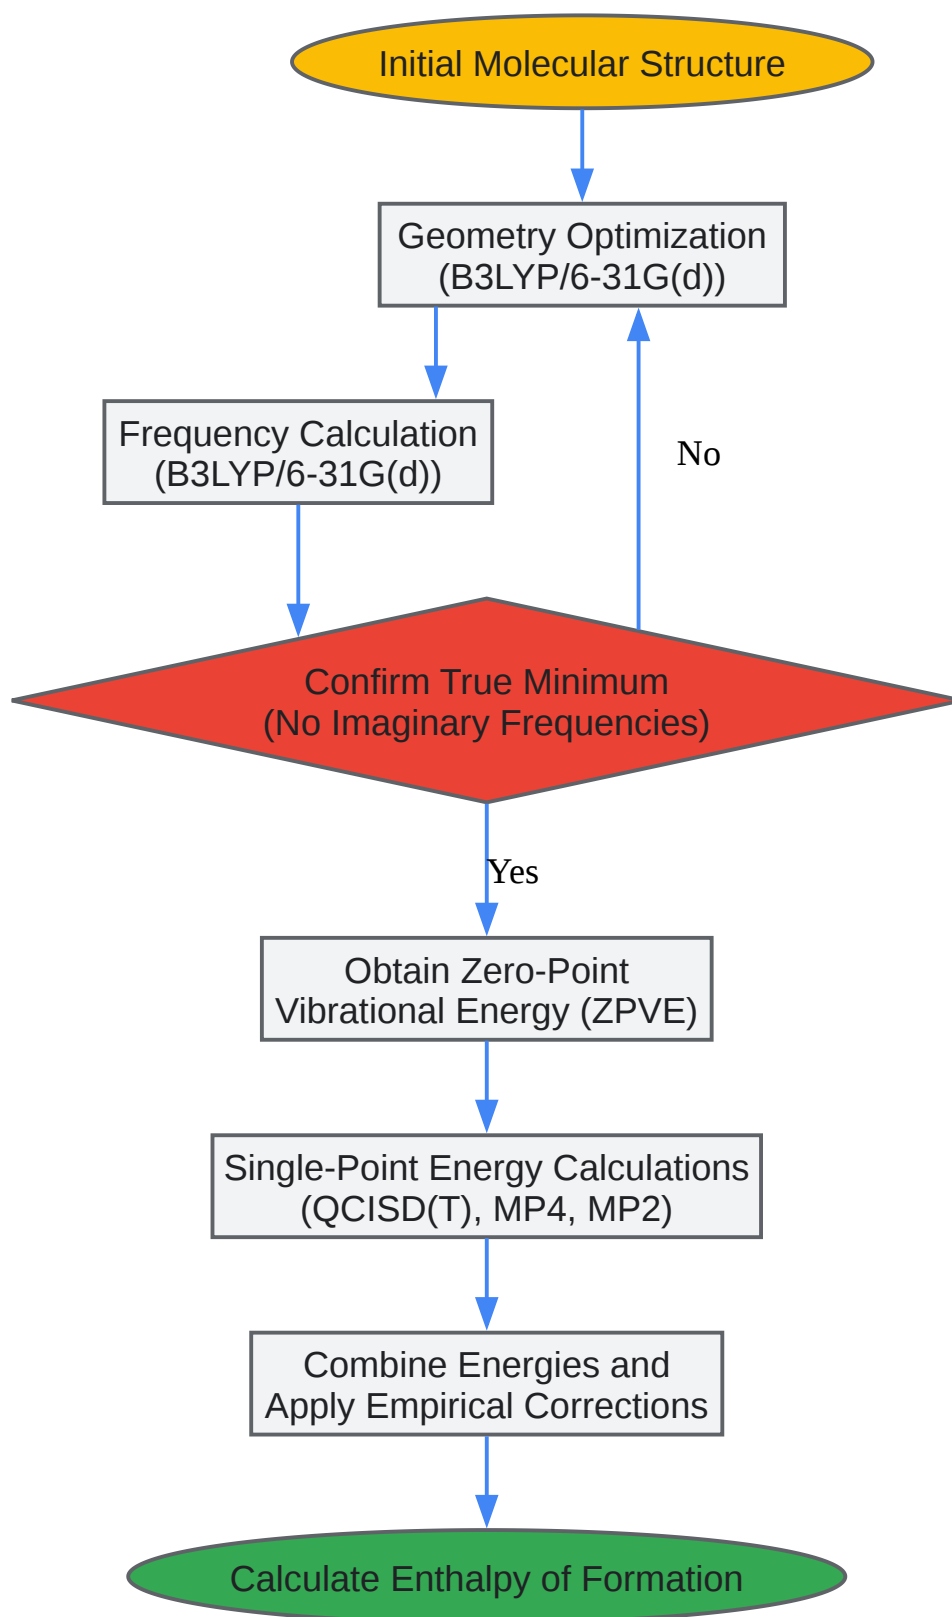 Initial Molecular Structure
Geometry Optimization
(B3LYP/6-31G(d))
Frequency Calculation
(B3LYP/6-31G(d))
No
Confirm True Minimum
(No Imaginary Frequencies)
Yes
Obtain Zero-Point
Vibrational Energy (ZPVE)
Single-Point Energy Calculations
(QCISD(T), MP4, MP2)
Combine Energies and
Apply Empirical Corrections
Calculate Enthalpy of Formation